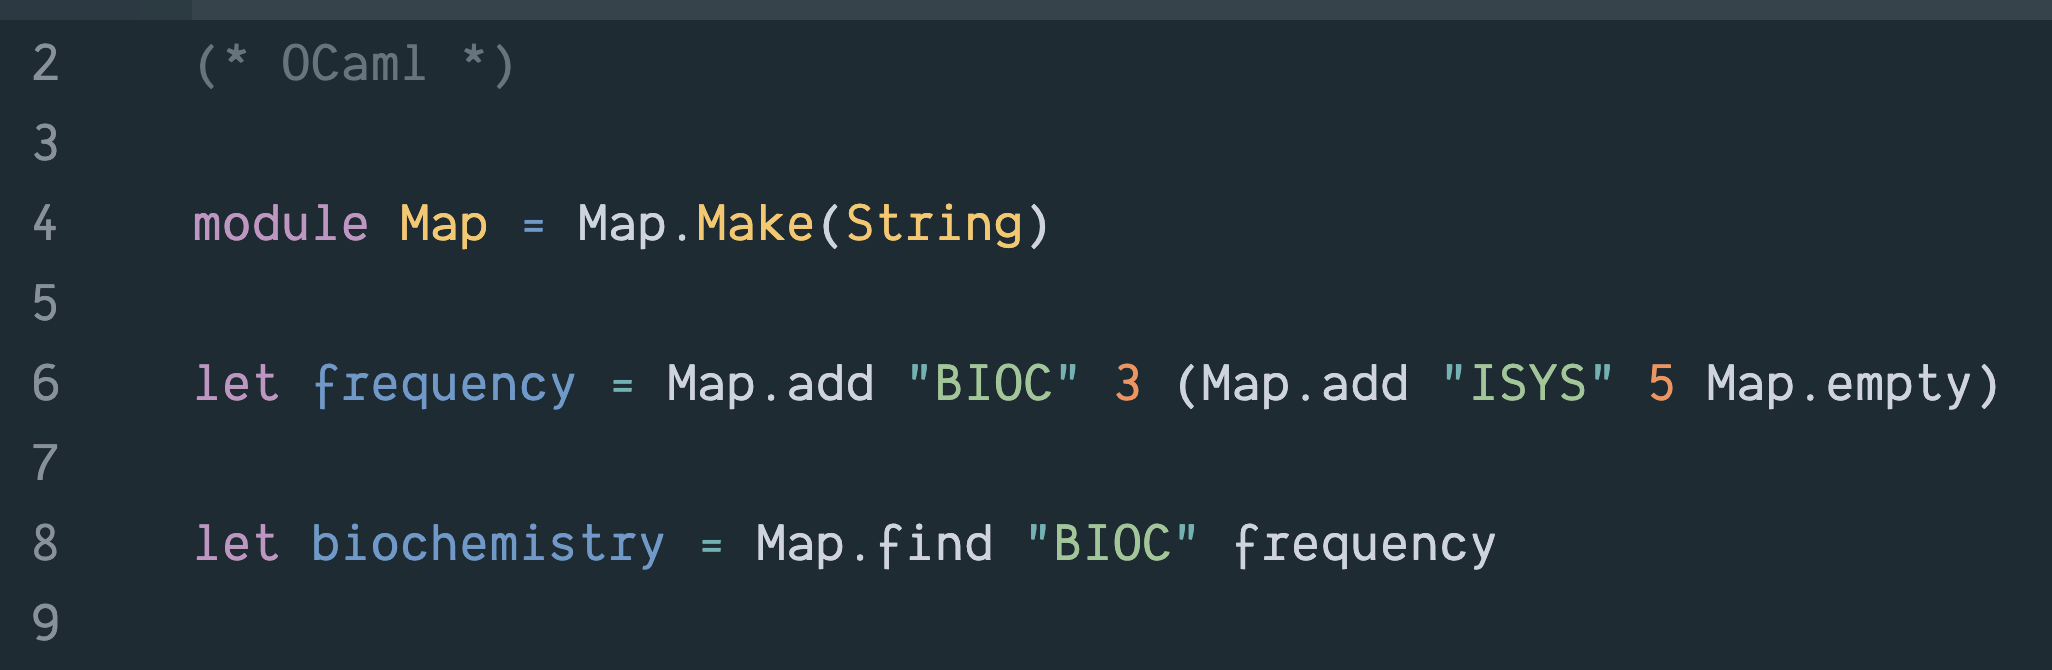 2 (* OCaml *)
3
4 module Map = Map.Make(String)
5
6 let frequency = Map.add "BIOC" 3 (Map.add "ISYS" 5 Map.empty)
7
8 let biochemistry = Map.find "BIOC" frequency
9